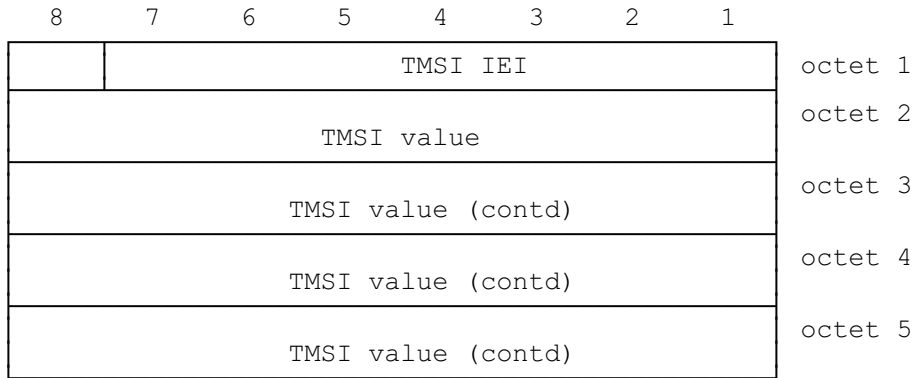 8 7 6 5 4 3 2 1
TMSI IEI octet 1
octet 2
TMSI value
octet 3
TMSI value (contd)
octet 4
TMSI value (contd)
octet 5
TMSI value (contd)